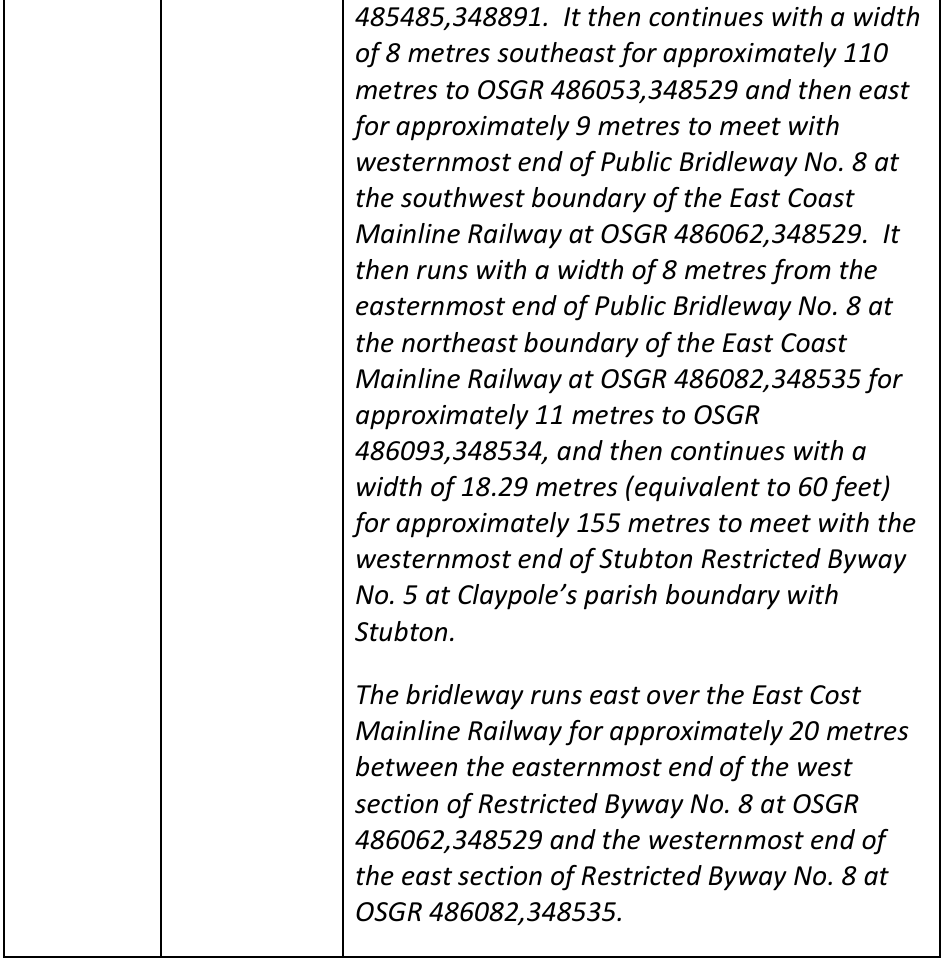 485485,348891.  It then continues with a width
of 8 metres southeast for approximately 110
metres to OSGR 486053,348529 and then east
for approximately 9 metres to meet with
westernmost end of Public Bridleway No. 8 at
the southwest boundary of the East Coast
Mainline Railway at OSGR 486062,348529.  It
then runs with a width of 8 metres from the
easternmost end of Public Bridleway No. 8 at
the northeast boundary of the East Coast
Mainline Railway at OSGR 486082,348535 for
approximately 11 metres to OSGR
486093,348534, and then continues with a
width of 18.29 metres (equivalent to 60 feet)
for approximately 155 metres to meet with the
westernmost end of Stubton Restricted Byway
No. 5 at Claypole’s parish boundary with
Stubton.
The bridleway runs east over the East Cost
Mainline Railway for approximately 20 metres
between the easternmost end of the west
section of Restricted Byway No. 8 at OSGR
486062,348529 and the westernmost end of
the east section of Restricted Byway No. 8 at
OSGR 486082,348535.